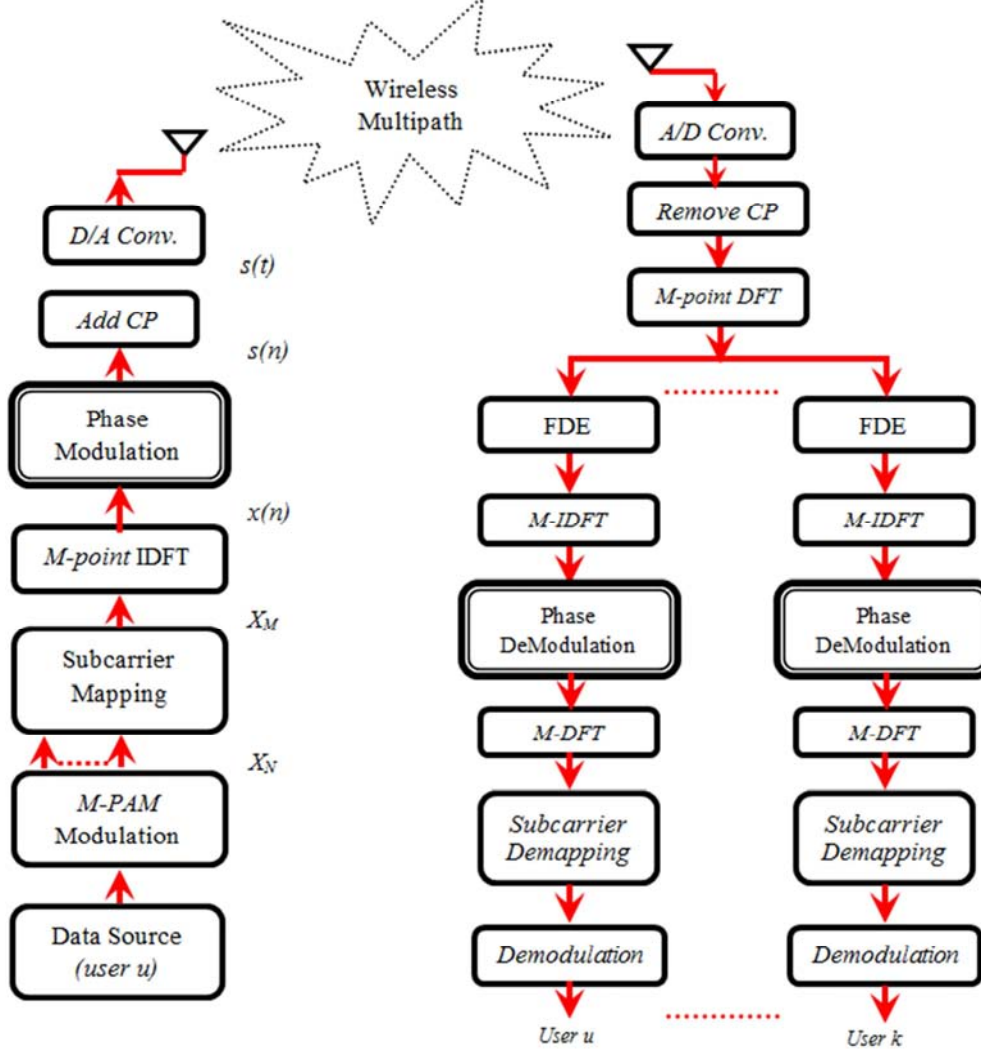 Wireless
Multipath
D/A Conv.
s(t)
Add CP
s(n)
Phase
Modulation
x(n)
M-point IDFT
X_M
Subcarrier
Mapping
X_N
M-PAM
Modulation
Data Source
(user u)
A/D Conv.
Remove CP
M-point DFT
FDE
M-IDFT
Phase
DeModulation
M-DFT
Subcarrier
Demapping
Demodulation
User u
FDE
M-IDFT
Phase
DeModulation
M-DFT
Subcarrier
Demapping
Demodulation
User k